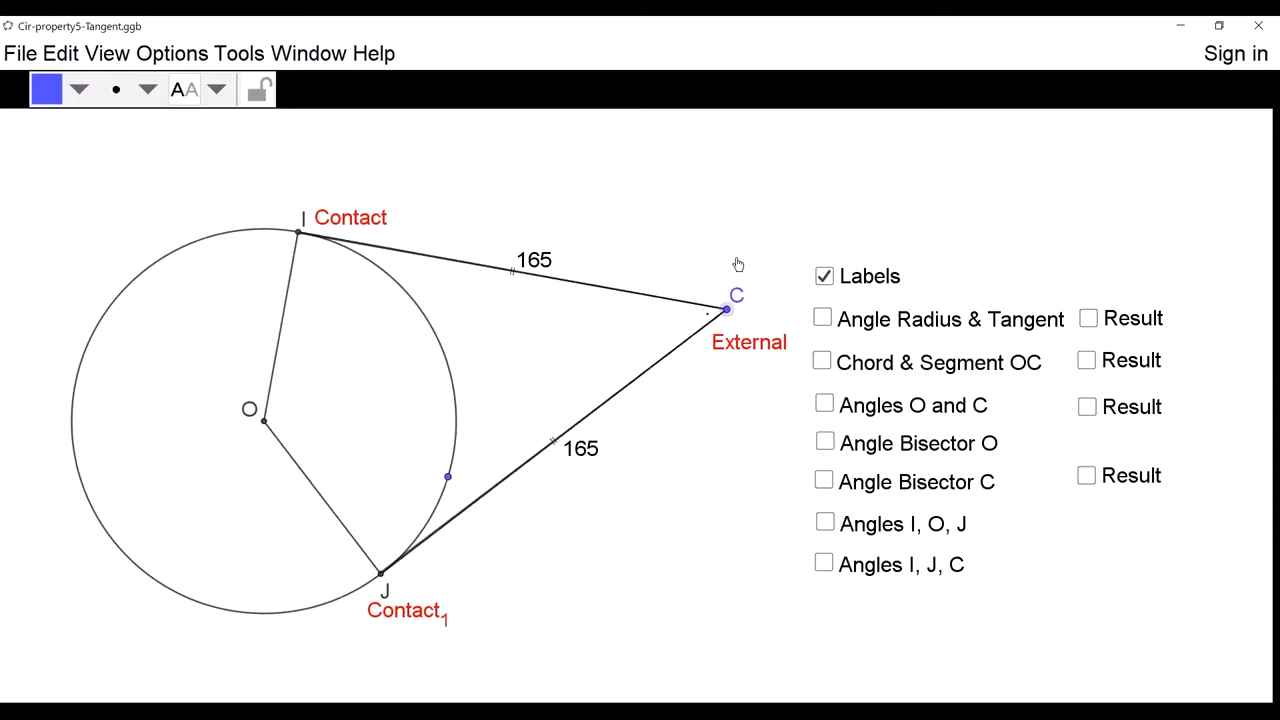 Cir-property5-Tangent.ggb
File Edit View Options Tools Window Help
Sign in
AA
I Contact
165
C
External
O
165
J
Contact1
Labels
Angle Radius & Tangent
Result
Chord & Segment OC
Result
Angles O and C
Result
Angle Bisector O
Angle Bisector C
Result
Angles I, O, J
Angles I, J, C